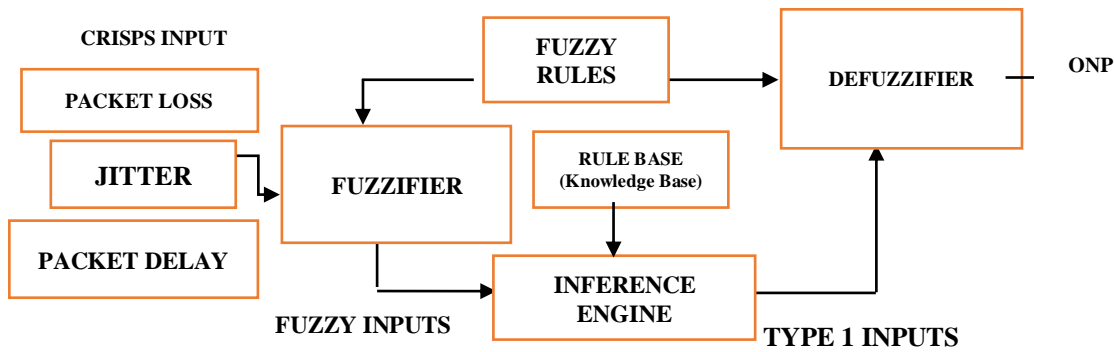 CRISPS INPUT
PACKET LOSS
JITTER
PACKET DELAY
FUZZIFIER
FUZZY
RULES
RULE BASE
(Knowledge Base)
DEFUZZIFIER
ONP
INFERENCE
ENGINE
FUZZY INPUTS
TYPE 1 INPUTS